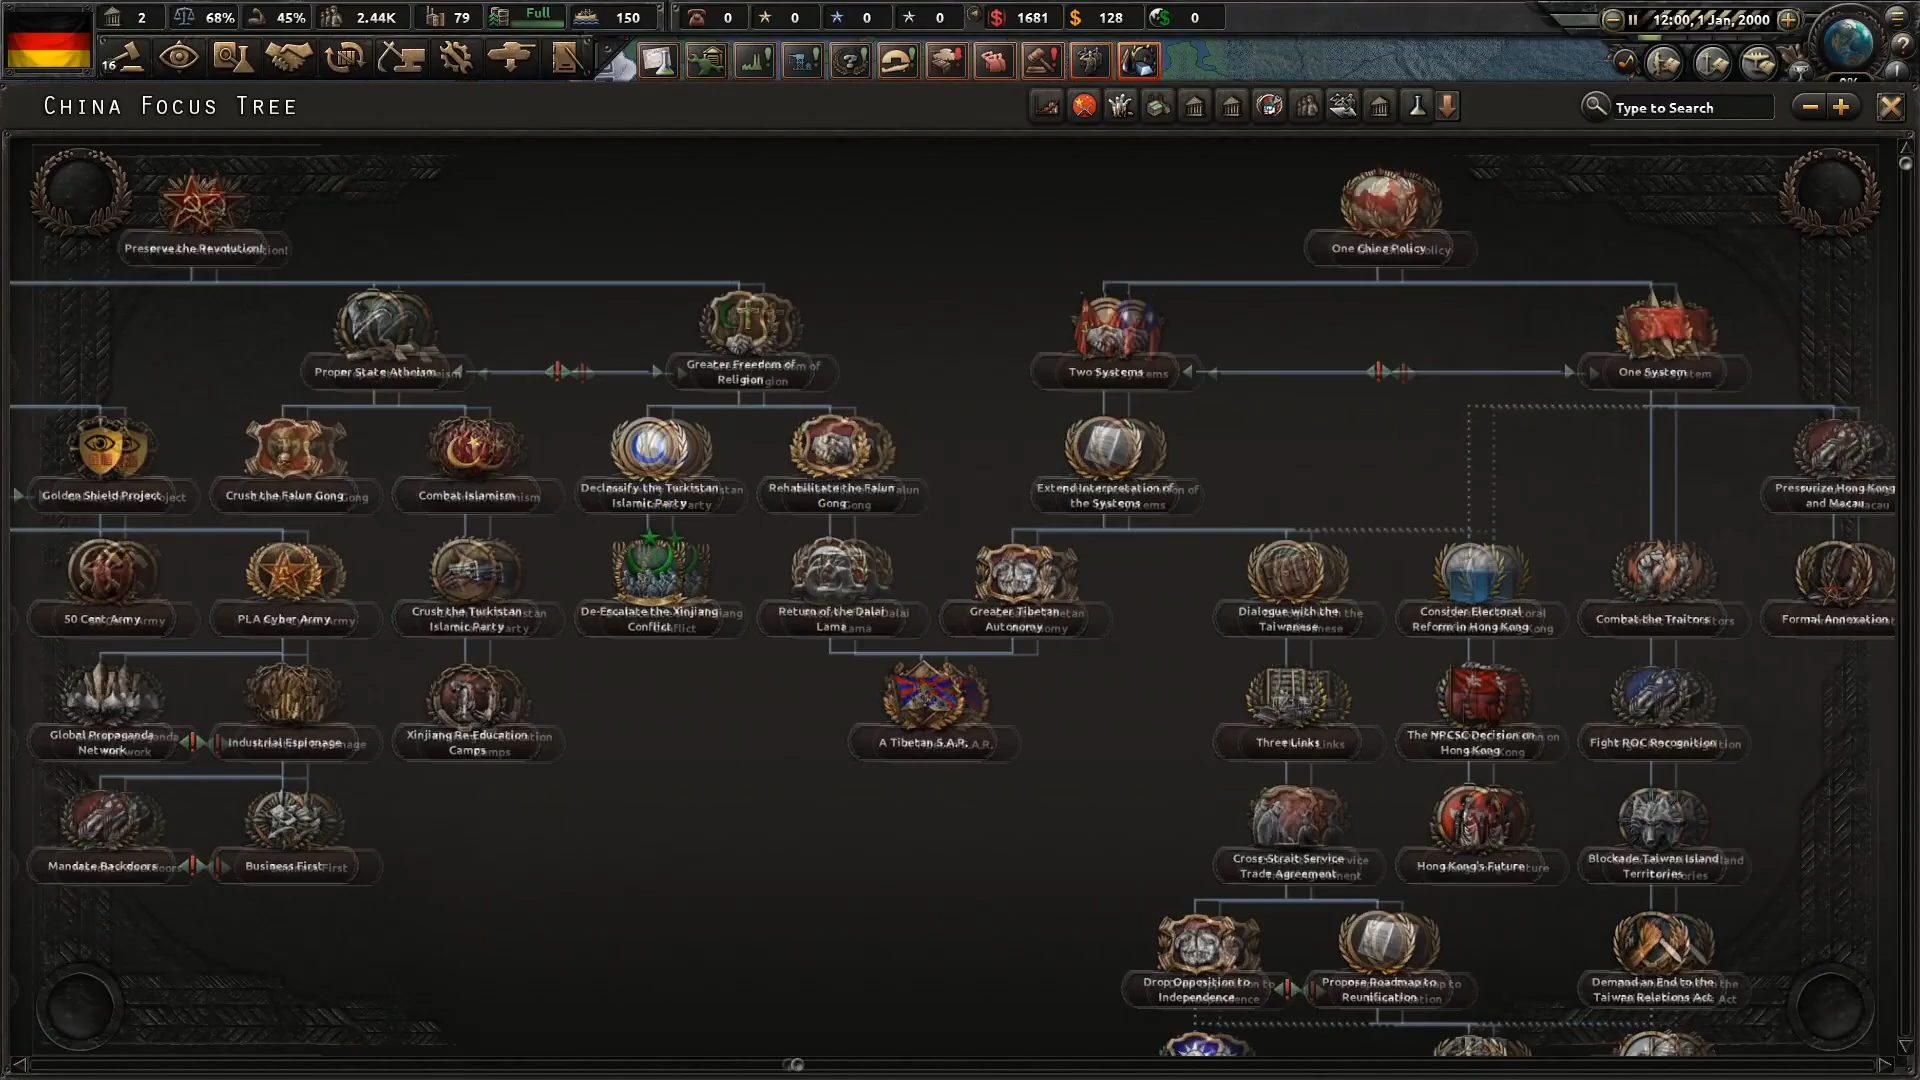 2
68%
45%
2.44K
79
Full
150
0
0
0
0
1681
128
0
12:00, 1 Jan, 2000
16
0%
China Focus Tree
Type to Search
Preserve the Revolution!
One China Policy
Proper State Atheism
Greater Freedom of
Religion
Two Systems
One System
Golden Shield Project
Crush the Falun Gong
Combat Islamism
Declassify the Turkistan
Islamic Party
Rehabilitate the Falun
Gong
Extend Interpretation of
the Systems
Pressurize Hong Kong
and Macau
50 Cent Army
PLA Cyber Army
Crush the Turkistan
Islamic Party
De-Escalate the Xinjiang
Conflict
Return of the Dalai
Lama
Greater Tibetan
Autonomy
Dialogue with the
Taiwanese
Consider Electoral
Reform in Hong Kong
Combat the Traitors
Formal Annexation
Global Propaganda
Network
Industrial Espionage
Xinjiang Re-Education
Camps
A Tibetan S.A.R.
Three Links
The NPCSC Decision on
Hong Kong
Fight ROC Recognition
Mandate Backdoors
Business First
Cross Strait Service
Trade Agreement
Hong Kong's Future
Blockade Taiwan Island
Territories
Drop Opposition to
Independence
Propose Roadmap to
Reunification
Demand an End to the
Taiwan Relations Act